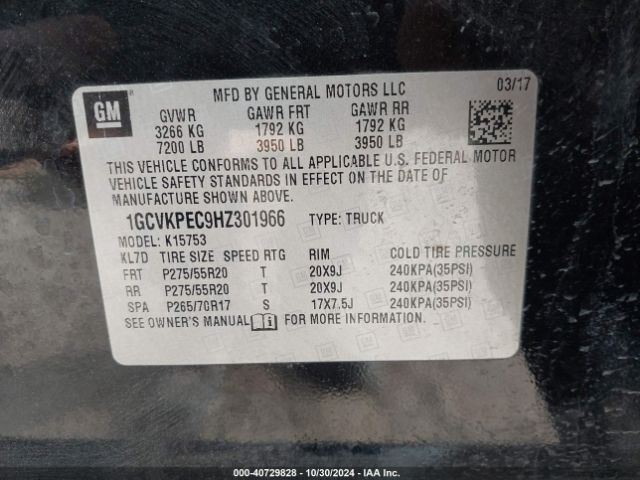 GM
MFD BY GENERAL MOTORS LLC 03/17
GVWR GAWR FRT GAWR RR
3266 KG 1792 KG 1792 KG
7200 LB 3950 LB 3950 LB
THIS VEHICLE CONFORMS TO ALL APPLICABLE U.S. FEDERAL MOTOR
VEHICLE SAFETY STANDARDS IN EFFECT ON THE DATE OF
MANUFACTURE SHOWN ABOVE.
1GCVKPEC9HZ301966 TYPE: TRUCK
MODEL: K15753
KL7D TIRE SIZE SPEED RTG RIM COLD TIRE PRESSURE
FRT P275/55R20 T 20X9J 240KPA(35PSI)
RR P275/55R20 T 20X9J 240KPA(35PSI)
SPA P265/70R17 S 17X7.5J 240KPA(35PSI)
SEE OWNER'S MANUAL FOR MORE INFORMATION.
000-40729828 - 10/30/2024 - IAA Inc.